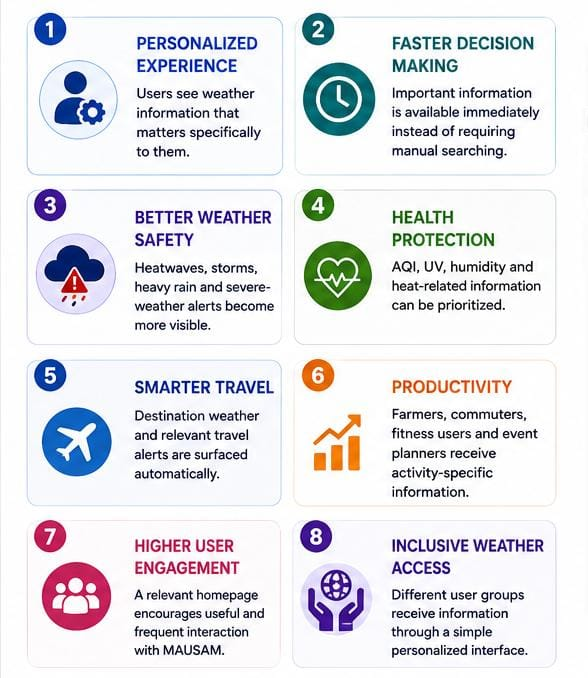 1
PERSONALIZED
EXPERIENCE
Users see weather
information that
matters specifically
to them.
2
FASTER DECISION
MAKING
Important information
is available immediately
instead of requiring
manual searching.
3
BETTER WEATHER
SAFETY
Heatwaves, storms,
heavy rain and severe-
weather alerts become
more visible.
4
HEALTH
PROTECTION
AQI, UV, humidity and
heat-related information
can be prioritized.
5
SMARTER TRAVEL
Destination weather
and relevant travel
alerts are surfaced
automatically.
6
PRODUCTIVITY
Farmers, commuters,
fitness users and event
planners receive
activity-specific
information.
7
HIGHER USER
ENGAGEMENT
A relevant homepage
encourages useful and
frequent interaction
with MAUSAM.
8
INCLUSIVE WEATHER
ACCESS
Different user groups
receive information
through a simple
personalized interface.